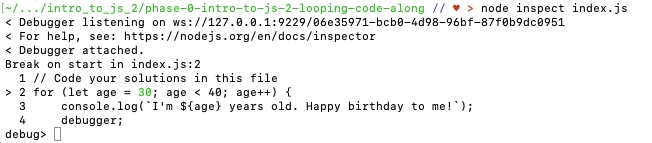 [~/.../intro_to_js_2/phase-0-intro-to-js-2-looping-code-along // ♥ > node inspect index.js
< Debugger listening on ws://127.0.0.1:9229/06e35971-bcb0-4d98-96bf-87f0b9dc0951
< For help, see: https://nodejs.org/en/docs/inspector
< Debugger attached.
Break on start in index.js:2
  1 // Code your solutions in this file
> 2 for (let age = 30; age < 40; age++) {
  3     console.log(`I'm ${age} years old. Happy birthday to me!`);
  4     debugger;
debug>